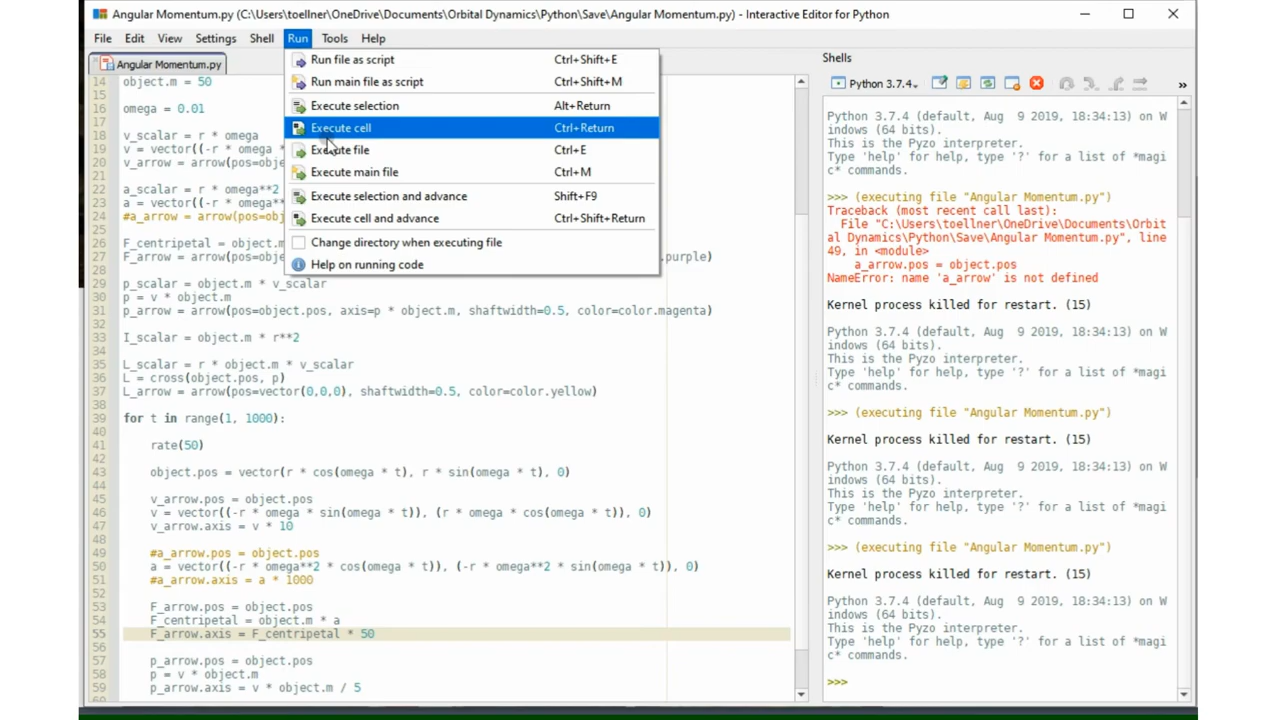 Angular Momentum.py (C:\Users\toellner\OneDrive\Documents\Orbital Dynamics\Python\Save\Angular Momentum.py) - Interactive Editor for Python
File Edit View Settings Shell Run Tools Help
Angular Momentum.py
Run file as script Ctrl+Shift+E
Run main file as script Ctrl+Shift+M
Execute selection Alt+Return
Execute cell Ctrl+Return
Execute file Ctrl+E
Execute main file Ctrl+M
Execute selection and advance Shift+F9
Execute cell and advance Ctrl+Shift+Return
Change directory when executing file
Help on running code
14 object.m = 50
15
16 omega = 0.01
17
18 v_scalar = r * omega
19 v = vector((-r * omega *
20 v_arrow = arrow(pos=obj
21
22 a_scalar = r * omega**2
23 a = vector((-r * omega*
24 #a_arrow = arrow(pos=ob
25
26 F_centripetal = object.m
27 F_arrow = arrow(pos=obj .purple)
28
29 p_scalar = object.m * v_scalar
30 p = v * object.m
31 p_arrow = arrow(pos=object.pos, axis=p * object.m, shaftwidth=0.5, color=color.magenta)
32
33 I_scalar = object.m * r**2
34
35 L_scalar = r * object.m * v_scalar
36 L = cross(object.pos, p)
37 L_arrow = arrow(pos=vector(0,0,0), shaftwidth=0.5, color=color.yellow)
38
39 for t in range(1, 1000):
40
41 rate(50)
42
43 object.pos = vector(r * cos(omega * t), r * sin(omega * t), 0)
44
45 v_arrow.pos = object.pos
46 v = vector((-r * omega * sin(omega * t)), (r * omega * cos(omega * t)), 0)
47 v_arrow.axis = v * 10
48
49 #a_arrow.pos = object.pos
50 a = vector((-r * omega**2 * cos(omega * t)), (-r * omega**2 * sin(omega * t)), 0)
51 #a_arrow.axis = a * 1000
52
53 F_arrow.pos = object.pos
54 F_centripetal = object.m * a
55 F_arrow.axis = F_centripetal * 50
56
57 p_arrow.pos = object.pos
58 p = v * object.m
59 p_arrow.axis = v * object.m / 5
Shells
Python 3.7.4
»
Python 3.7.4 (default, Aug 9 2019, 18:34:13) on W
indows (64 bits).
This is the Pyzo interpreter.
Type 'help' for help, type '?' for a list of *magi
c* commands.
>>> (executing file "Angular Momentum.py")
Traceback (most recent call last):
File "C:\Users\toellner\OneDrive\Documents\Orbit
al Dynamics\Python\Save\Angular Momentum.py", line
49, in <module>
a_arrow.pos = object.pos
NameError: name 'a_arrow' is not defined
Kernel process killed for restart. (15)
Python 3.7.4 (default, Aug 9 2019, 18:34:13) on W
indows (64 bits).
This is the Pyzo interpreter.
Type 'help' for help, type '?' for a list of *magi
c* commands.
>>> (executing file "Angular Momentum.py")
Kernel process killed for restart. (15)
Python 3.7.4 (default, Aug 9 2019, 18:34:13) on W
indows (64 bits).
This is the Pyzo interpreter.
Type 'help' for help, type '?' for a list of *magi
c* commands.
>>> (executing file "Angular Momentum.py")
Kernel process killed for restart. (15)
Python 3.7.4 (default, Aug 9 2019, 18:34:13) on W
indows (64 bits).
This is the Pyzo interpreter.
Type 'help' for help, type '?' for a list of *magi
c* commands.
>>>